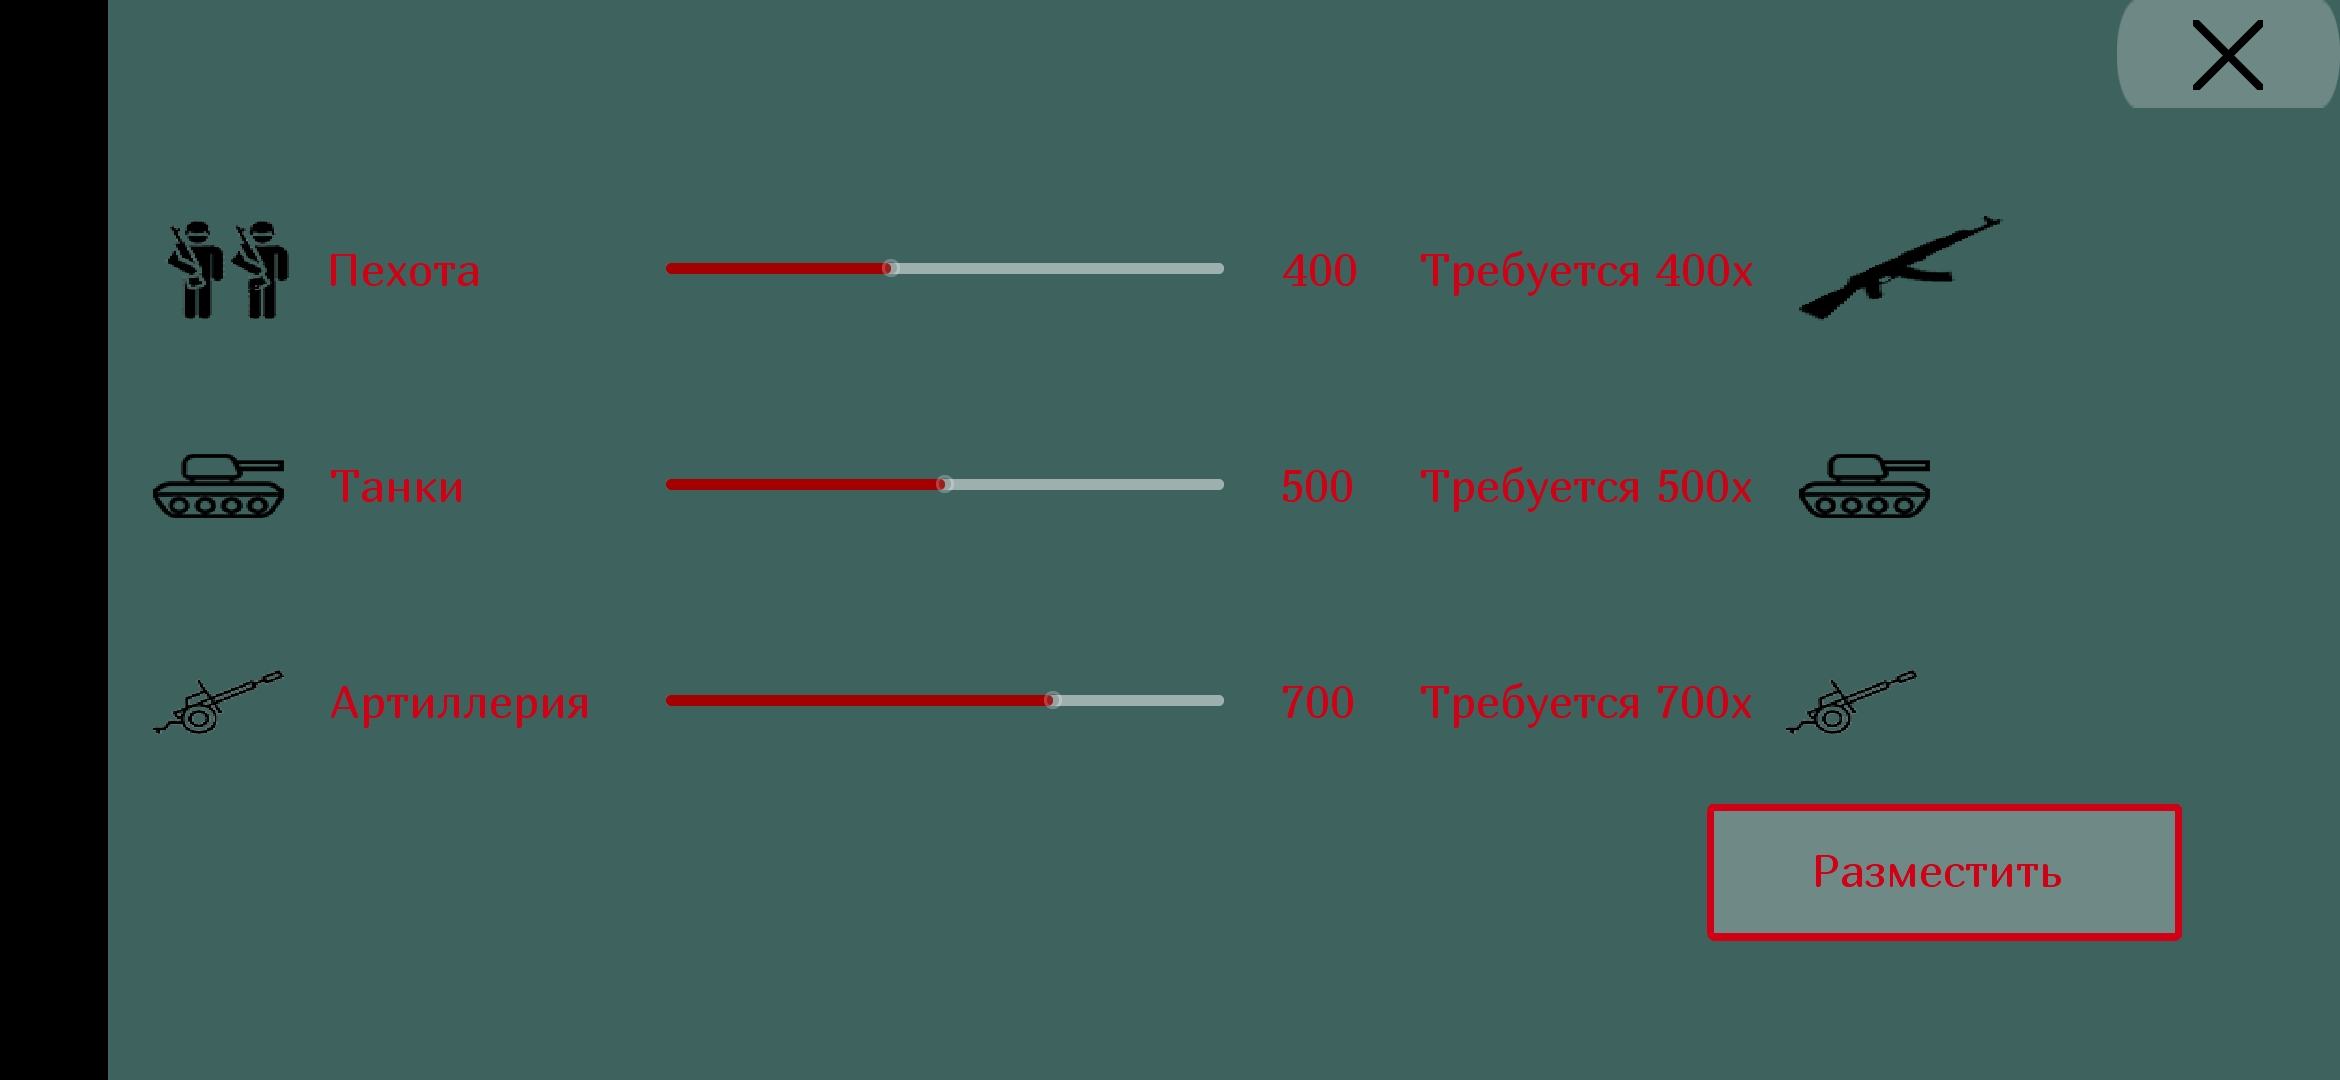 Пехота 400 Требуется 400x
Танки 500 Требуется 500x
Артиллерия 700 Требуется 700x
Разместить